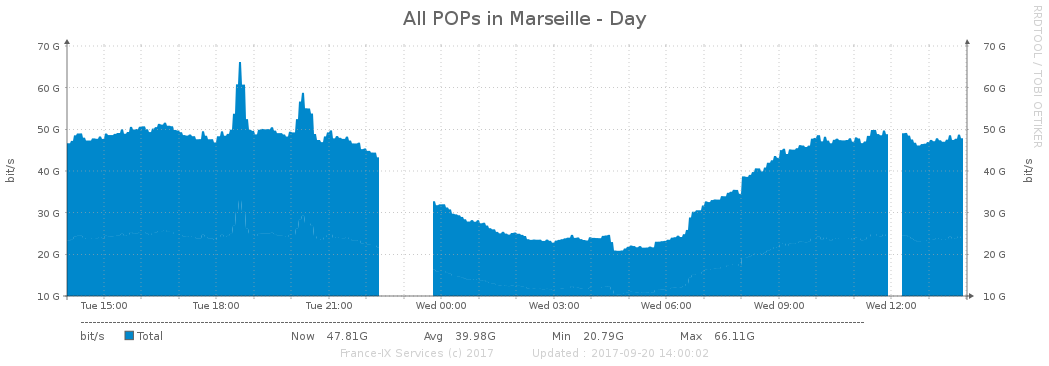 All POPs in Marseille - Day
RRDTOOL / TOBI OETIKER
70 G 70 G
60 G 60 G
50 G 50 G
40 G 40 G
30 G 30 G
20 G 20 G
10 G 10 G
bit/s bit/s
Tue 15:00 Tue 18:00 Tue 21:00 Wed 00:00 Wed 03:00 Wed 06:00 Wed 09:00 Wed 12:00
bit/s Total Now 47.81G Avg 39.98G Min 20.79G Max 66.11G
France-IX Services (c) 2017 Updated : 2017-09-20 14:00:02